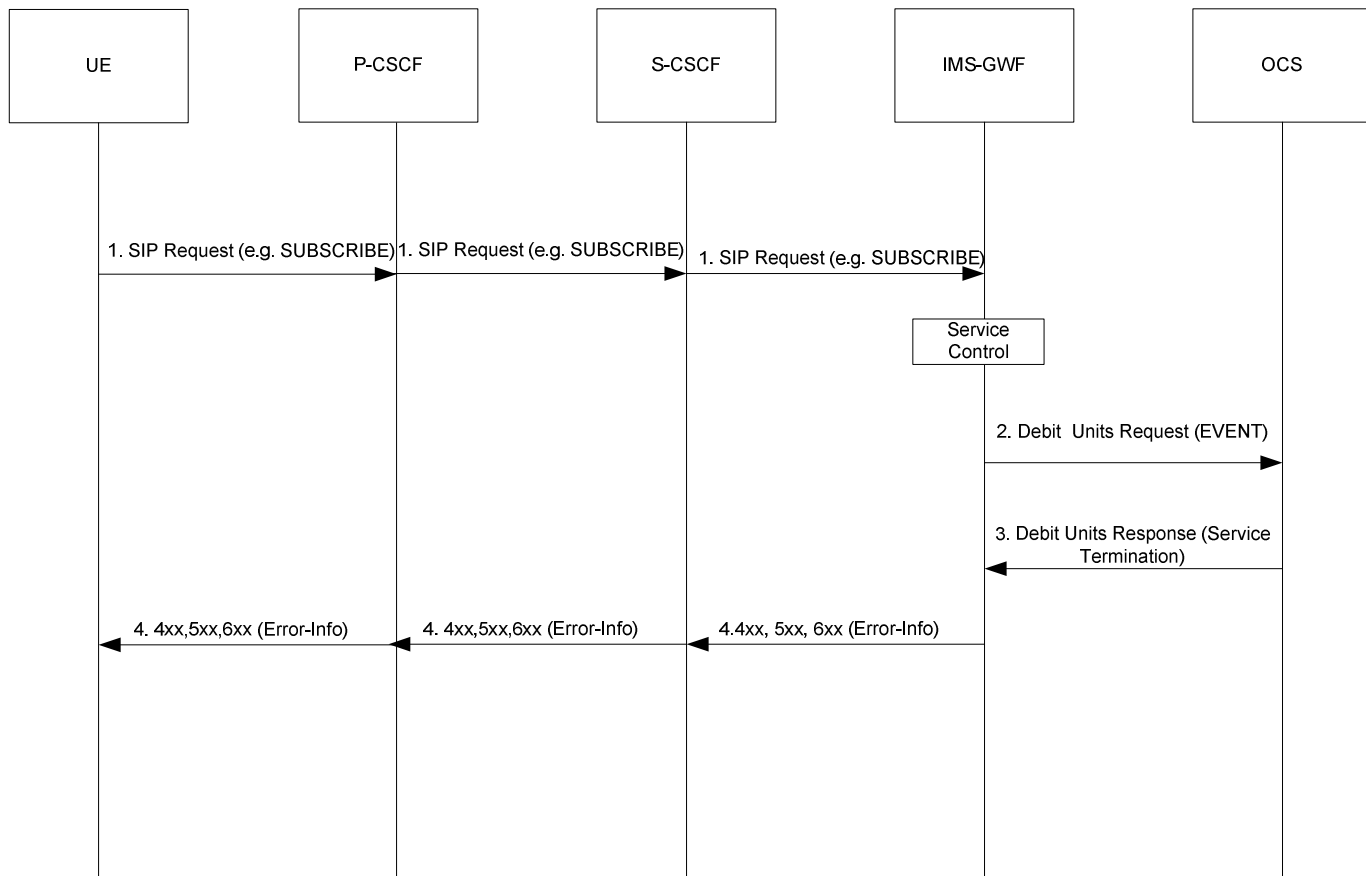 UE
P-CSCF
S-CSCF
IMS-GWF
OCS
1. SIP Request (e.g. SUBSCRIBE)
1. SIP Request (e.g. SUBSCRIBE)
1. SIP Request (e.g. SUBSCRIBE)
Service
Control
2. Debit Units Request (EVENT)
3. Debit Units Response (Service
Termination)
4. 4xx,5xx,6xx (Error-Info)
4. 4xx,5xx,6xx (Error-Info)
4.4xx, 5xx, 6xx (Error-Info)